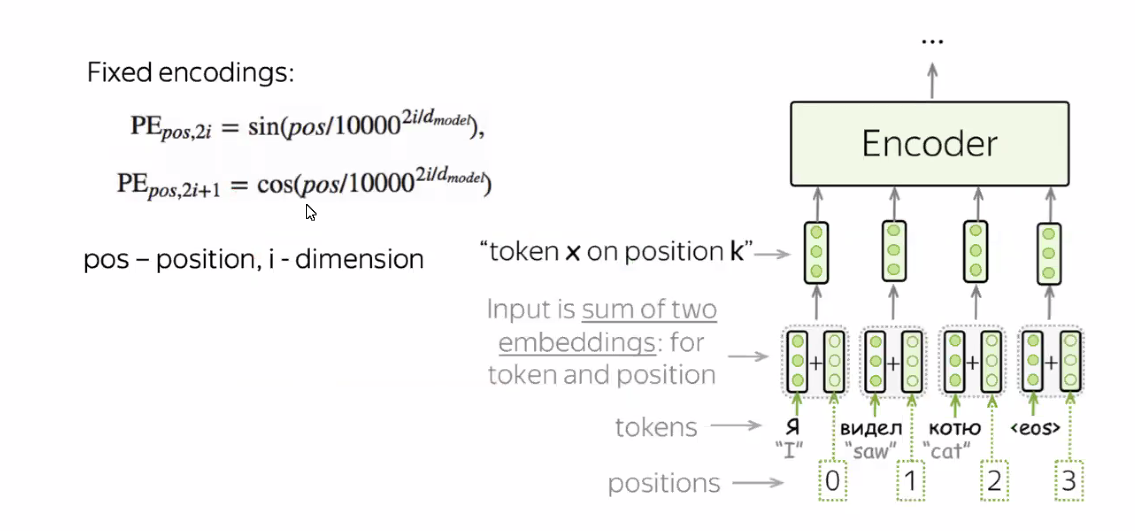 Fixed encodings:
PE_{pos,2i} = sin(pos/10000^{2i/d_{model}}),
PE_{pos,2i+1} = cos(pos/10000^{2i/d_{model}})
pos – position, i - dimension
...
Encoder
“token x on position k”
Input is sum of two
embeddings: for
token and position
+ + + +
tokens Я видел котю <eos>
"I" "saw" "cat"
positions 0 1 2 3